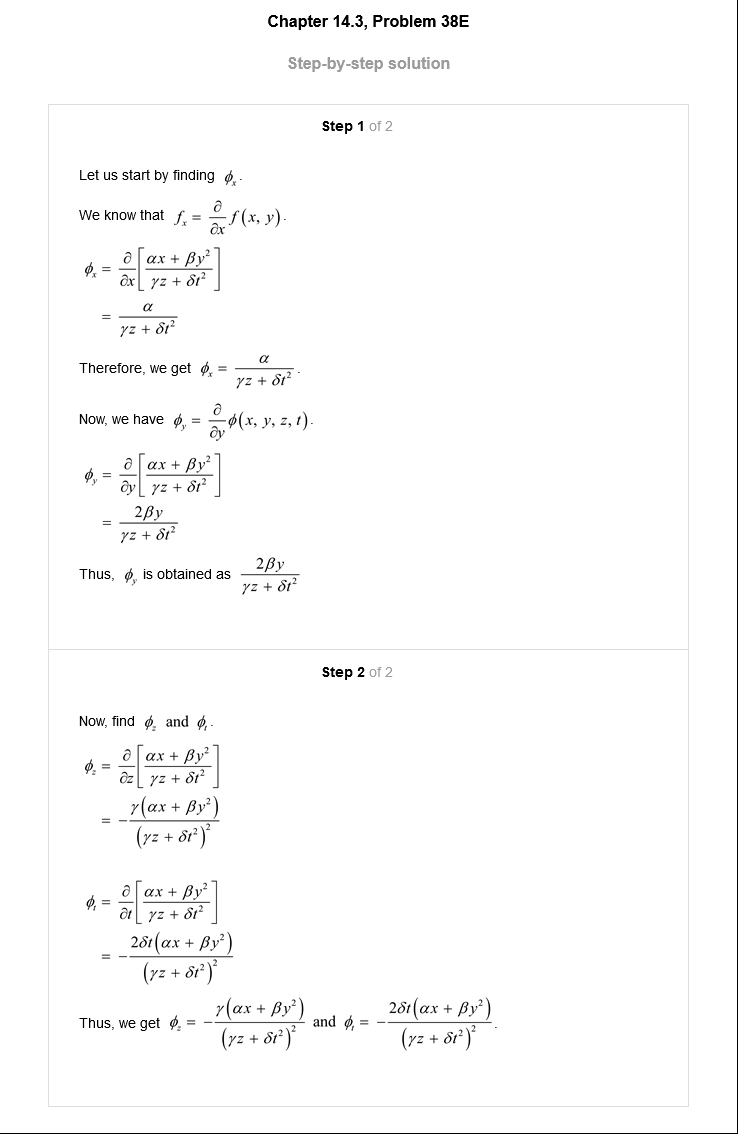 Chapter 14.3, Problem 38E
Step-by-step solution
Step 1 of 2
Let us start by finding $\phi_x$.
We know that $f_x = \frac{\partial}{\partial x} f(x, y)$.
$\phi_x = \frac{\partial}{\partial x}\left[\frac{\alpha x + \beta y^2}{\gamma z + \delta t^2}\right]$
$= \frac{\alpha}{\gamma z + \delta t^2}$
Therefore, we get $\phi_x = \frac{\alpha}{\gamma z + \delta t^2}$.
Now, we have $\phi_y = \frac{\partial}{\partial y} \phi(x, y, z, t)$.
$\phi_y = \frac{\partial}{\partial y}\left[\frac{\alpha x + \beta y^2}{\gamma z + \delta t^2}\right]$
$= \frac{2\beta y}{\gamma z + \delta t^2}$
Thus, $\phi_y$ is obtained as $\frac{2\beta y}{\gamma z + \delta t^2}$
Step 2 of 2
Now, find $\phi_z$ and $\phi_t$.
$\phi_z = \frac{\partial}{\partial z}\left[\frac{\alpha x + \beta y^2}{\gamma z + \delta t^2}\right]$
$= -\frac{\gamma(\alpha x + \beta y^2)}{(\gamma z + \delta t^2)^2}$
$\phi_t = \frac{\partial}{\partial t}\left[\frac{\alpha x + \beta y^2}{\gamma z + \delta t^2}\right]$
$= -\frac{2\delta t(\alpha x + \beta y^2)}{(\gamma z + \delta t^2)^2}$
Thus, we get $\phi_z = -\frac{\gamma(\alpha x + \beta y^2)}{(\gamma z + \delta t^2)^2}$ and $\phi_t = -\frac{2\delta t(\alpha x + \beta y^2)}{(\gamma z + \delta t^2)^2}$.